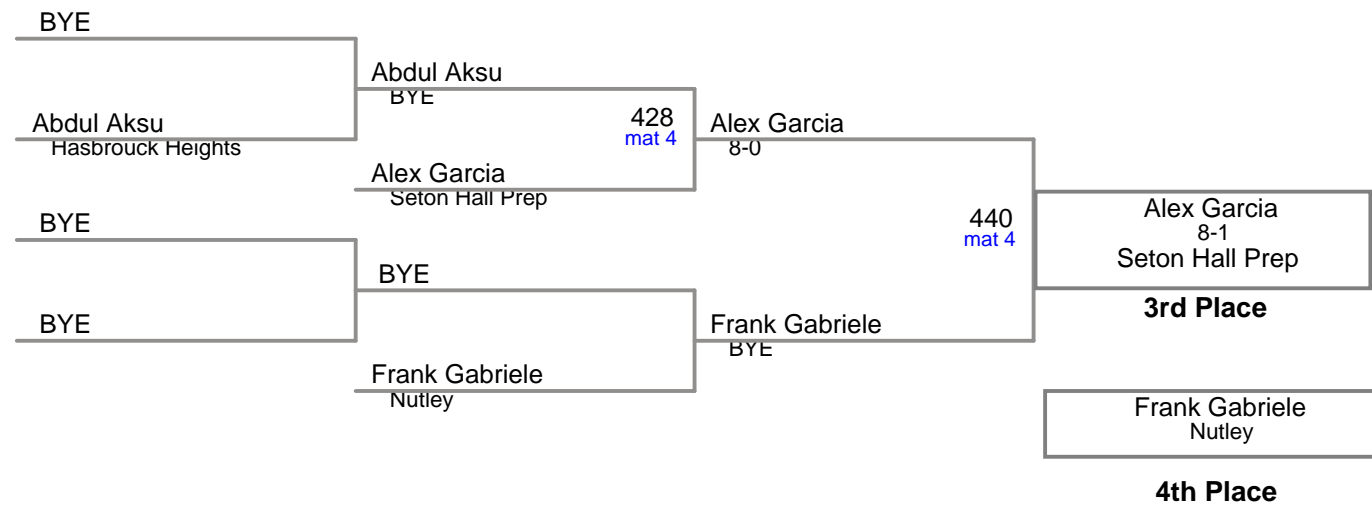 BYE
Abdul Aksu
BYE
Abdul Aksu
Hasbrouck Heights
428
mat 4
Alex Garcia
8-0
Alex Garcia
Seton Hall Prep
BYE
440
mat 4
Alex Garcia
8-1
Seton Hall Prep
BYE
3rd Place
BYE
Frank Gabriele
BYE
Frank Gabriele
Nutley
Frank Gabriele
Nutley
4th Place